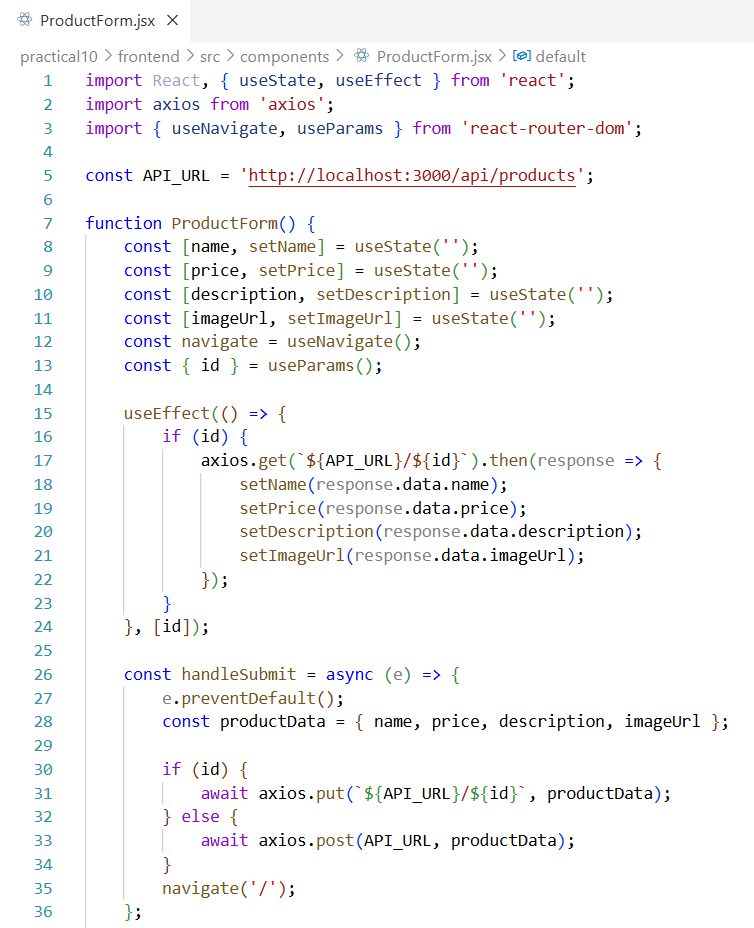 ProductForm.jsx ×
practical10 > frontend > src > components > ProductForm.jsx > default
1 import React, { useState, useEffect } from 'react';
2 import axios from 'axios';
3 import { useNavigate, useParams } from 'react-router-dom';
4
5 const API_URL = 'http://localhost:3000/api/products';
6
7 function ProductForm() {
8     const [name, setName] = useState('');
9     const [price, setPrice] = useState('');
10     const [description, setDescription] = useState('');
11     const [imageUrl, setImageUrl] = useState('');
12     const navigate = useNavigate();
13     const { id } = useParams();
14
15     useEffect(() => {
16         if (id) {
17             axios.get(`${API_URL}/${id}`).then(response => {
18                 setName(response.data.name);
19                 setPrice(response.data.price);
20                 setDescription(response.data.description);
21                 setImageUrl(response.data.imageUrl);
22             });
23         }
24     }, [id]);
25
26     const handleSubmit = async (e) => {
27         e.preventDefault();
28         const productData = { name, price, description, imageUrl };
29
30         if (id) {
31             await axios.put(`${API_URL}/${id}`, productData);
32         } else {
33             await axios.post(API_URL, productData);
34         }
35         navigate('/');
36     };